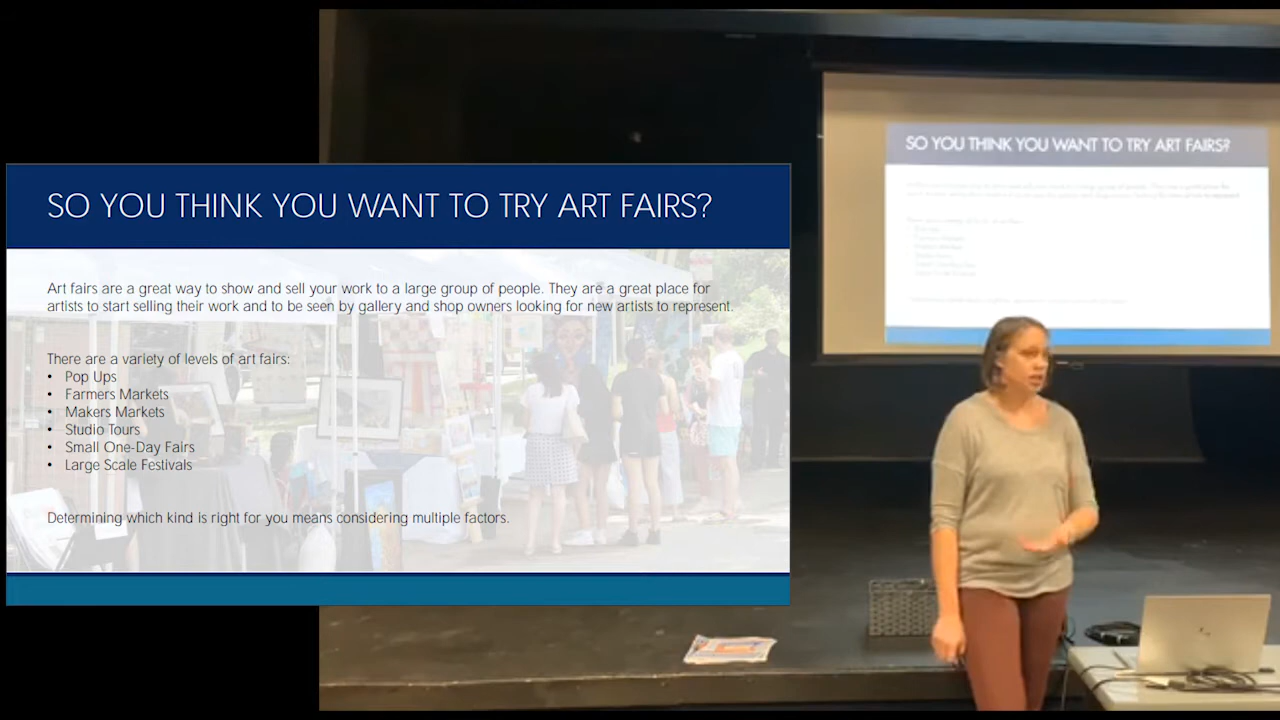 SO YOU THINK YOU WANT TO TRY ART FAIRS?
Art fairs are a great way to show and sell your work to a large group of people. They are a great place for
artists to start selling their work and to be seen by gallery and shop owners looking for new artists to represent.
There are a variety of levels of art fairs:
• Pop Ups
• Farmers Markets
• Makers Markets
• Studio Tours
• Small One-Day Fairs
• Large Scale Festivals
Determining which kind is right for you means considering multiple factors.
SO YOU THINK YOU WANT TO TRY ART FAIRS?